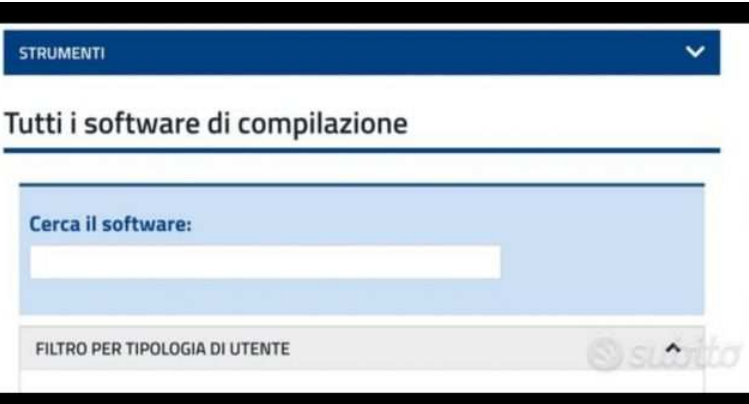 STRUMENTI
Tutti i software di compilazione
Cerca il software:
FILTRO PER TIPOLOGIA DI UTENTE
subito